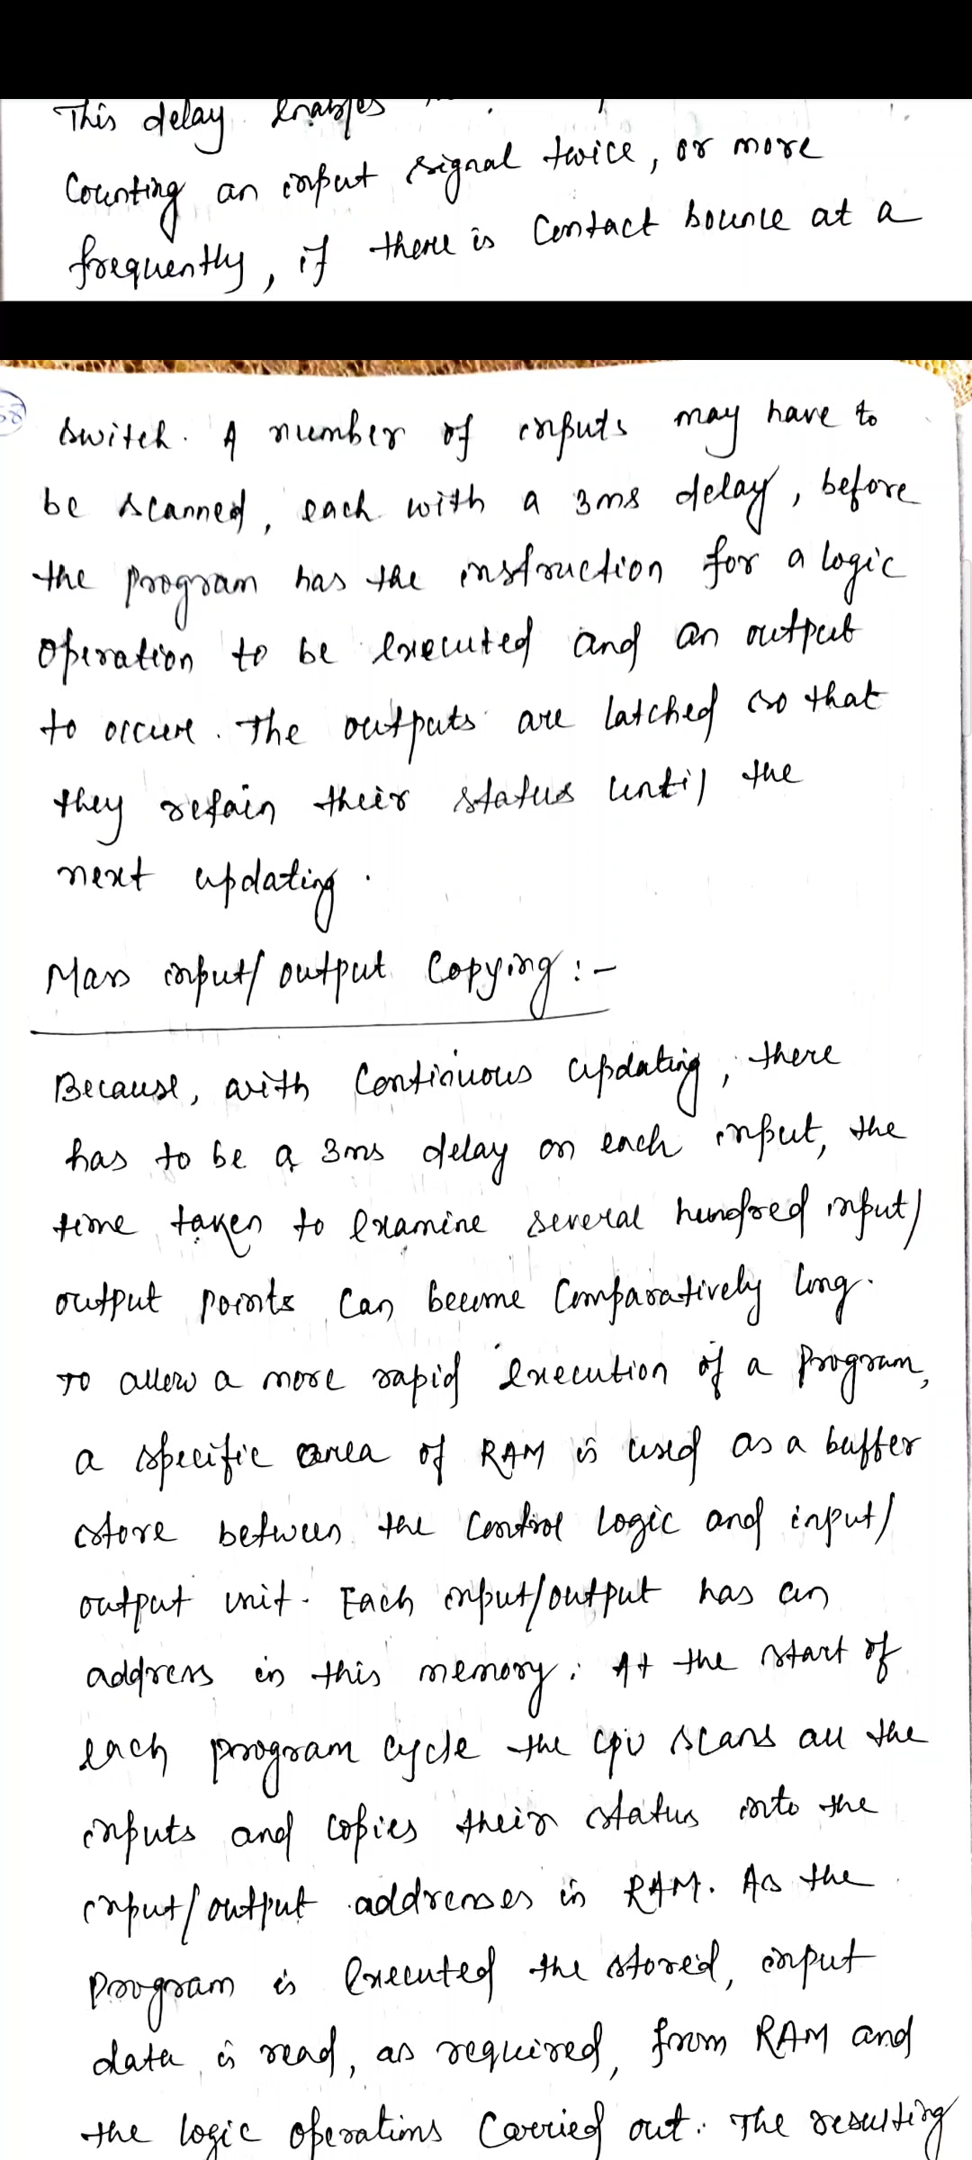 This delay enables
Counting an input signal twice, or more
frequently, if there is Contact bounce at a
58
switch. A number of inputs may have to
be scanned, each with a 3ms delay, before
the program has the instruction for a logic
operation to be executed and an output
to occure. The outputs are latched so that
they retain their status until the
next updating.
Mass input/output Copying :-
Because, with Continuous updating, there
has to be a 3ms delay on each input, the
time taken to examine several hundred input/
output points Can become Comparatively long.
To allow a more rapid execution of a Program,
a specific area of RAM is used as a buffer
store between the Control logic and input/
output unit. Each input/output has an
address in this memory. At the start of
each program cycle the CPU scans all the
inputs and copies their status into the
input/output addresses in RAM. As the
Program is executed the stored, input
data is read, as required, from RAM and
the logic operations Carried out. The resulting